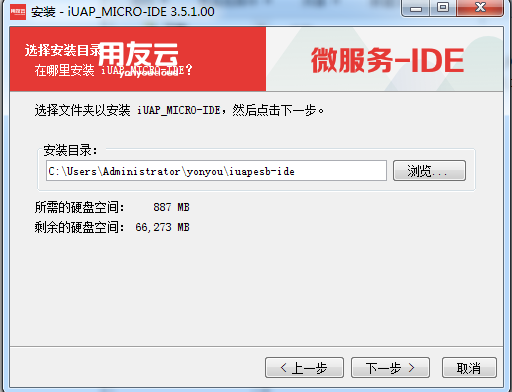 安装 - iUAP_MICRO-IDE 3.5.1.00
选择安装目录
用友云
yonyoucloud
在哪里安装 iUAP_MICRO-IDE?
微服务-IDE
选择文件夹以安装 iUAP_MICRO-IDE，然后点击下一步。
安装目录：
C:\Users\Administrator\yonyou\iuapesb-ide
浏览...
所需的硬盘空间： 887 MB
剩余的硬盘空间： 66,273 MB
< 上一步
下一步 >
取消